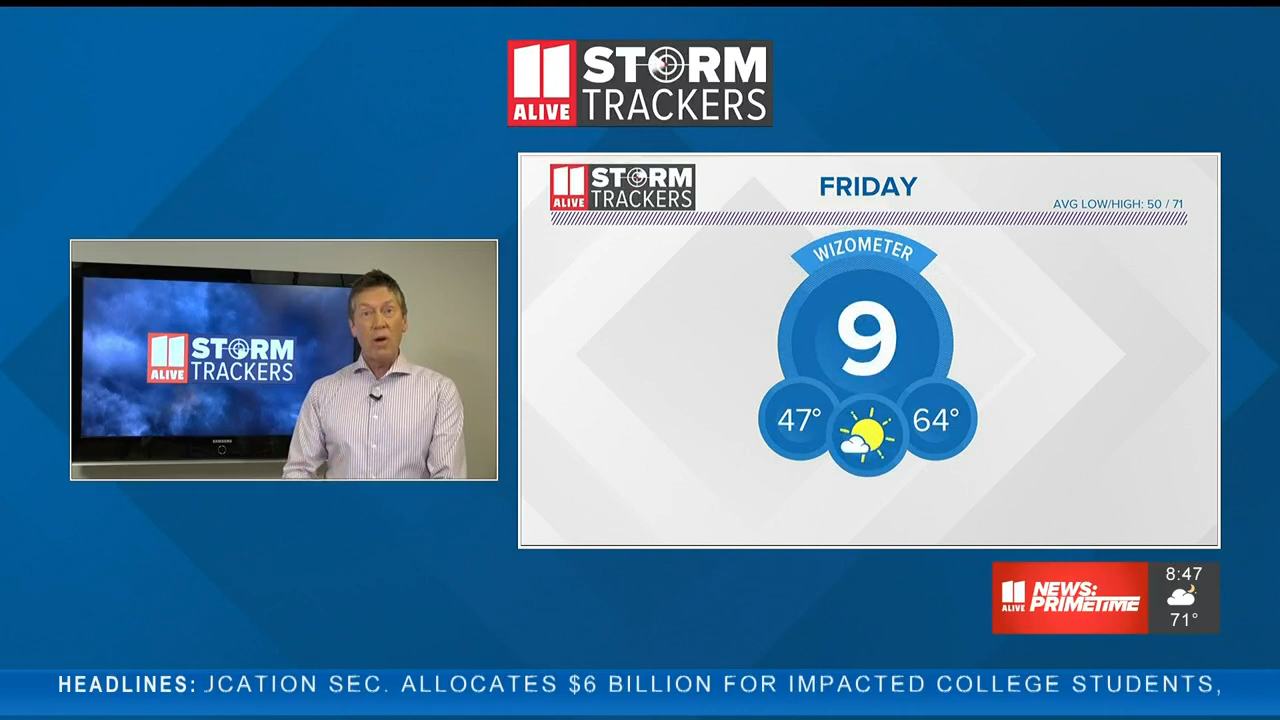 11 ALIVE STORM TRACKERS
11 ALIVE STORM TRACKERS
FRIDAY
AVG LOW/HIGH: 50 / 71
WIZOMETER
9
47°
64°
11 ALIVE STORM TRACKERS
SAMSUNG
11 ALIVE NEWS: PRIMETIME
8:47
71°
HEADLINES: JCATION SEC. ALLOCATES $6 BILLION FOR IMPACTED COLLEGE STUDENTS,